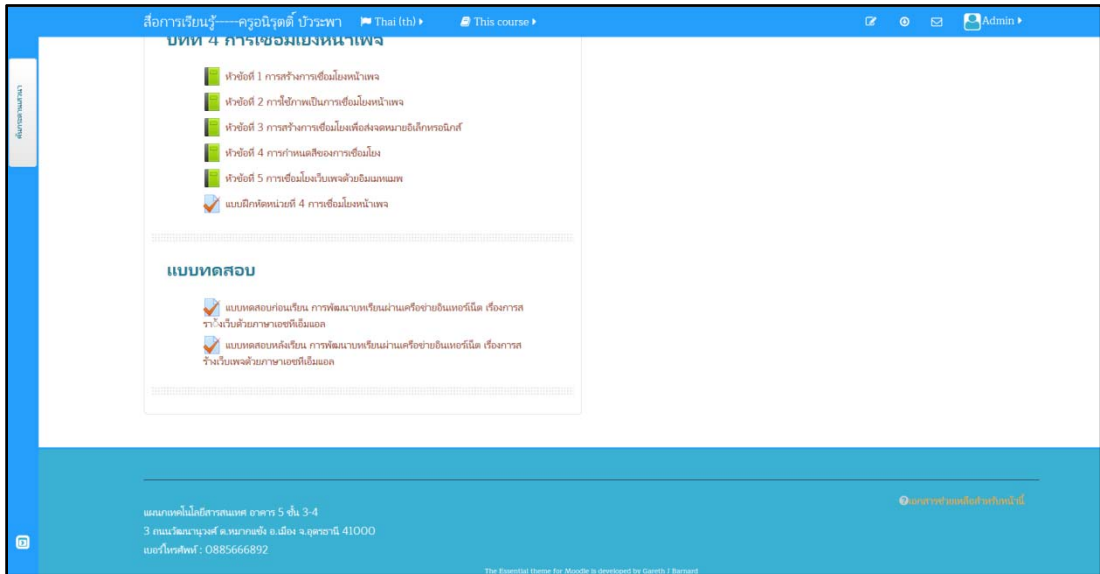 สื่อการเรียนรู้-----ครูอนิรุตติ์ บัวระพา Thai (th) This course Admin
บทที่ 4 การเชื่อมโยงหน้าเพจ
หัวข้อที่ 1 การสร้างการเชื่อมโยงหน้าเพจ
หัวข้อที่ 2 การใช้ภาพเป็นการเชื่อมโยงหน้าเพจ
หัวข้อที่ 3 การสร้างการเชื่อมโยงเพื่อส่งจดหมายอิเล็กทรอนิกส์
หัวข้อที่ 4 การกำหนดสีของการเชื่อมโยง
หัวข้อที่ 5 การเชื่อมโยงเว็บเพจด้วยอิมเมทแมพ
แบบฝึกหัดหน่วยที่ 4 การเชื่อมโยงหน้าเพจ
แบบทดสอบ
แบบทดสอบก่อนเรียน การพัฒนาบทเรียนผ่านเครือข่ายอินเทอร์เน็ต เรื่องการส
ร้างเว็บด้วยภาษาเอชทีเอ็มแอล
แบบทดสอบหลังเรียน การพัฒนาบทเรียนผ่านเครือข่ายอินเทอร์เน็ต เรื่องการส
ร้างเว็บเพจด้วยภาษาเอชทีเอ็มแอล
เอกสารช่วยเหลือสำหรับหน้านี้
แผนกเทคโนโลยีสารสนเทศ อาคาร 5 ชั้น 3-4
3 ถนนวัฒนานุวงศ์ ต.หมากแข้ง อ.เมือง จ.อุดรธานี 41000
เบอร์โทรศัพท์ : 0885666892
The Essential theme for Moodle is developed by Gareth J Barnard